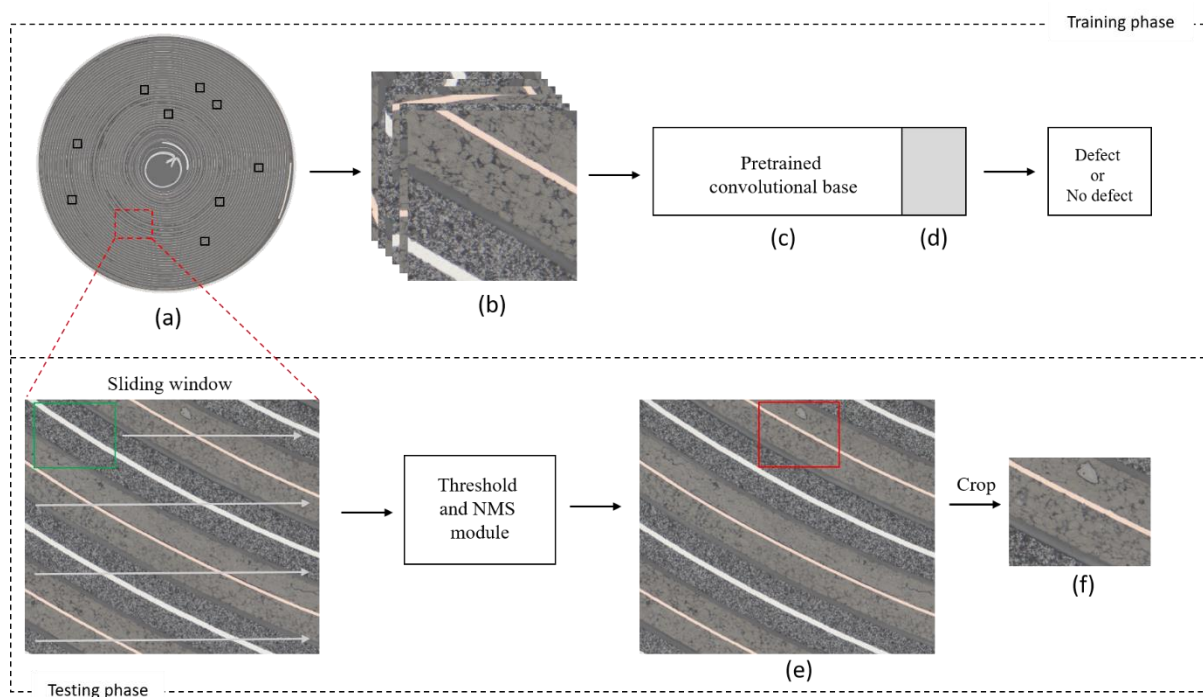 Training phase
Pretrained
convolutional base
Defect
or
No defect
(a)
(b)
(c)
(d)
Sliding window
Threshold
and NMS
module
Crop
(e)
(f)
Testing phase